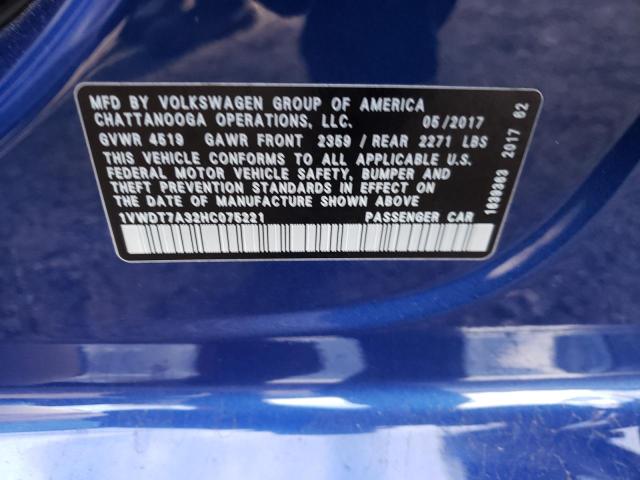 MFD BY VOLKSWAGEN GROUP OF AMERICA
CHATTANOOGA OPERATIONS, LLC. 05/2017
GVWR 4519 GAWR FRONT 2359 / REAR 2271 LBS
THIS VEHICLE CONFORMS TO ALL APPLICABLE U.S.
FEDERAL MOTOR VEHICLE SAFETY, BUMPER AND
THEFT PREVENTION STANDARDS IN EFFECT ON
THE DATE OF MANUFACTURE SHOWN ABOVE
1VWDT7A32HC075221 PASSENGER CAR
1639363 2017 62